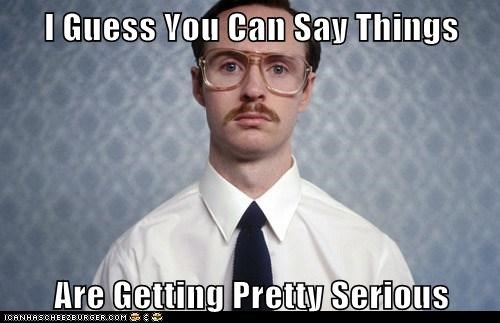 I Guess You Can Say Things
Are Getting Pretty Serious
ICANHASCHEEZBURGER.COM